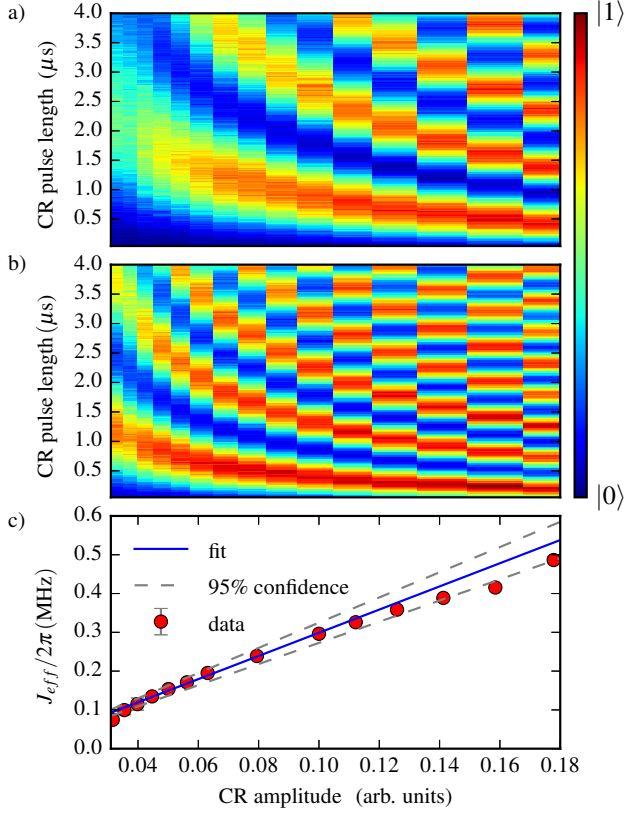 a)
|1⟩
CR pulse length (µs)
4.0
3.5
3.0
2.5
2.0
1.5
1.0
0.5
b)
CR pulse length (µs)
4.0
3.5
3.0
2.5
2.0
1.5
1.0
0.5
|0⟩
c)
J_{eff}/2π(MHz)
0.6
0.5
0.4
0.3
0.2
0.1
0.0
fit
95% confidence
data
0.04 0.06 0.08 0.10 0.12 0.14 0.16 0.18
CR amplitude (arb. units)